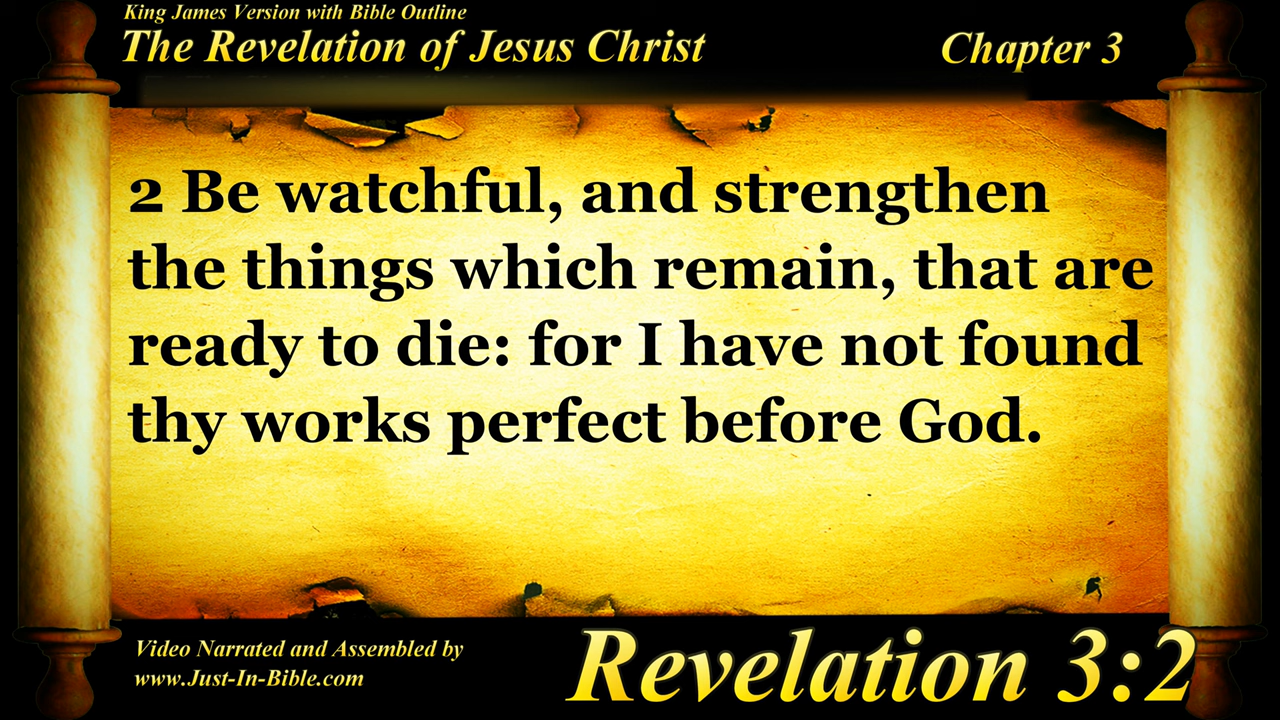 King James Version with Bible Outline
The Revelation of Jesus Christ
Chapter 3
2 Be watchful, and strengthen
the things which remain, that are
ready to die: for I have not found
thy works perfect before God.
Video Narrated and Assembled by
www.Just-In-Bible.com
Revelation 3:2